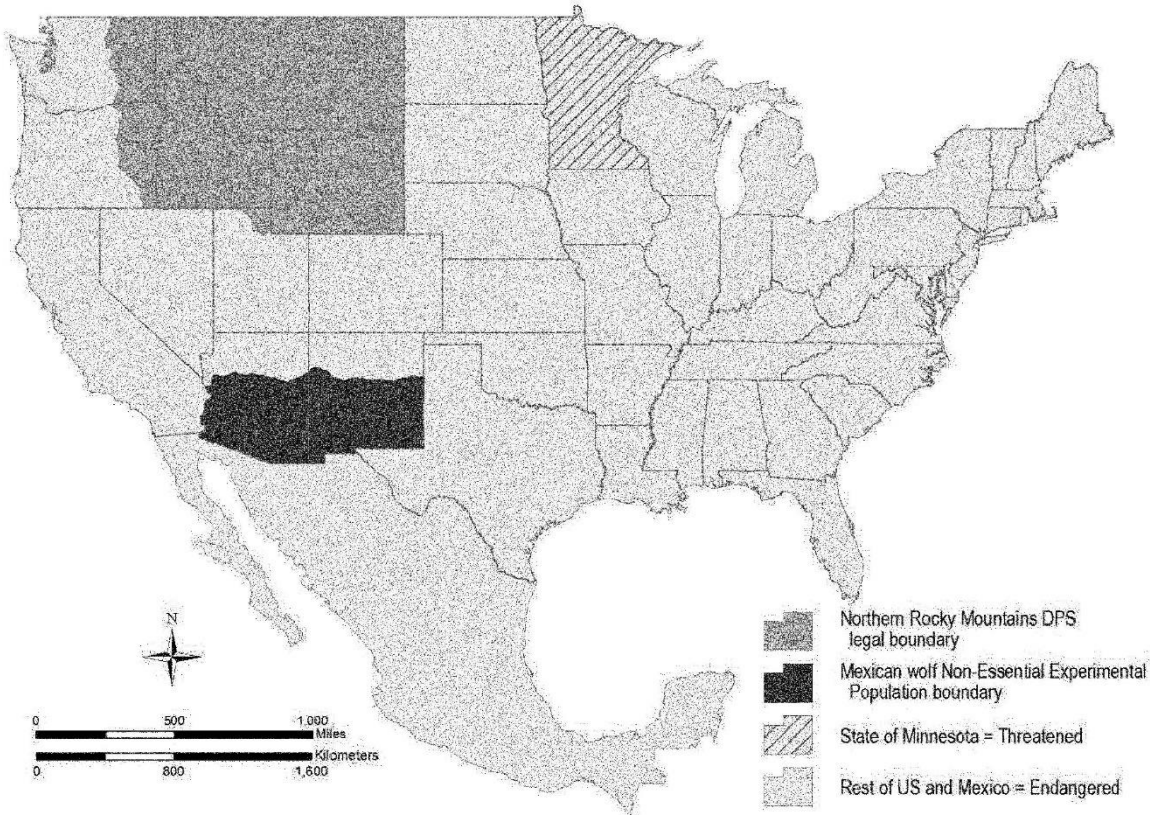 N
0 500 1,000
Miles
Kilometers
0 800 1,600
Northern Rocky Mountains DPS
legal boundary
Mexican wolf Non-Essential Experimental
Population boundary
State of Minnesota = Threatened
Rest of US and Mexico = Endangered